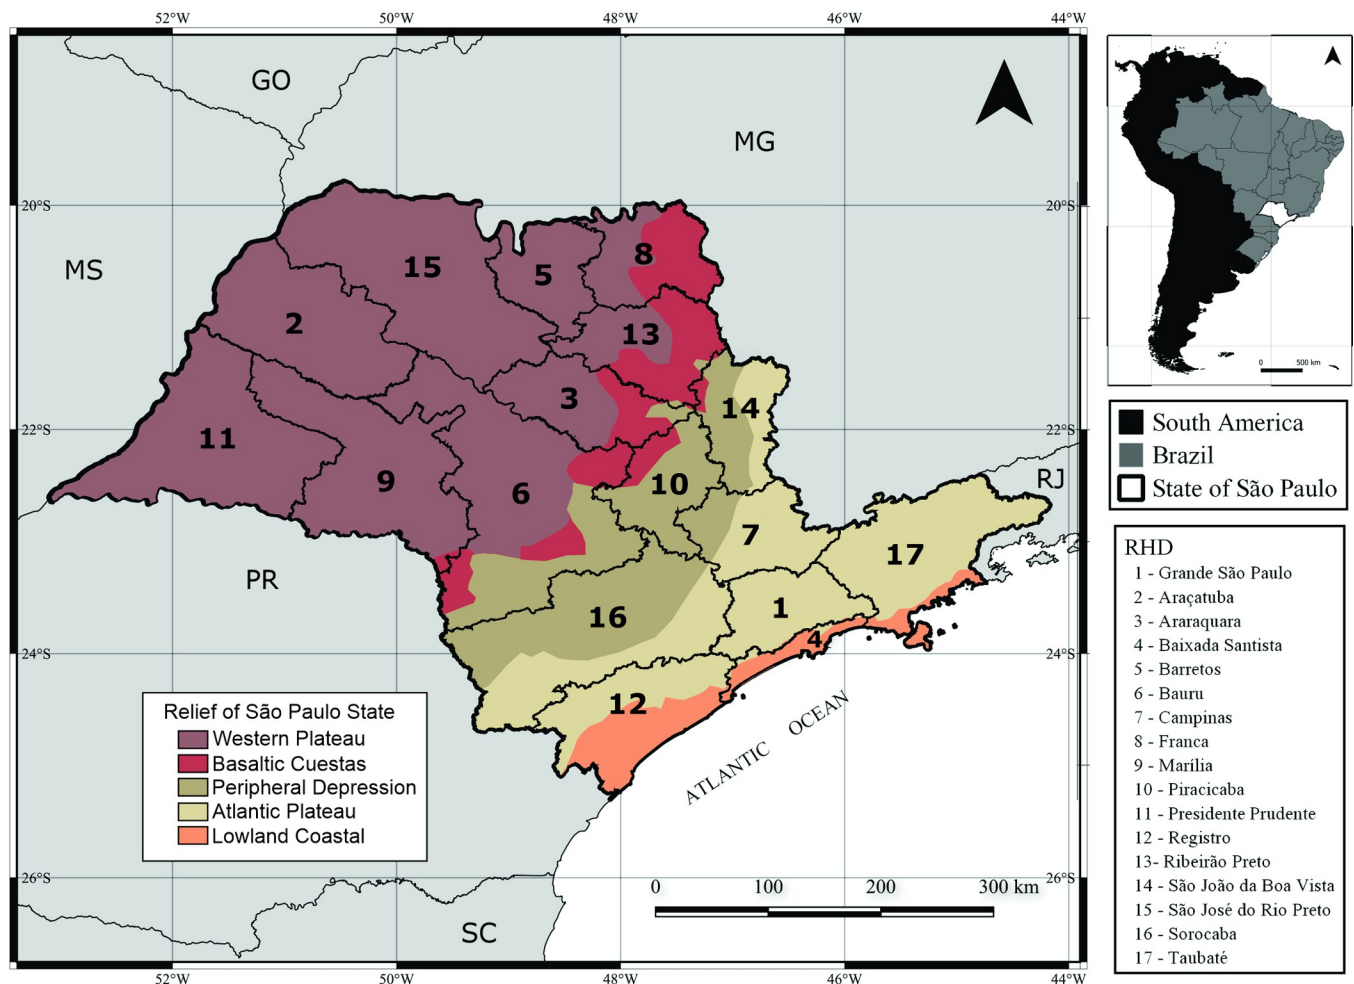 52°W 50°W 48°W 46°W 44°W
GO
MG
20°S 20°S
MS
15
8
5
2
13
3
14
11
22°S 22°S
9
6
10
RJ
7
17
PR
16
1
4
24°S 24°S
12
ATLANTIC OCEAN
Relief of São Paulo State
Western Plateau
Basaltic Cuestas
Peripheral Depression
Atlantic Plateau
Lowland Coastal
26°S 26°S
0 100 200 300 km
SC
52°W 50°W 48°W 46°W 44°W
0 500 km
South America
Brazil
State of São Paulo
RHD
1 - Grande São Paulo
2 - Araçatuba
3 - Araraquara
4 - Baixada Santista
5 - Barretos
6 - Bauru
7 - Campinas
8 - Franca
9 - Marília
10 - Piracicaba
11 - Presidente Prudente
12 - Registro
13- Ribeirão Preto
14 - São João da Boa Vista
15 - São José do Rio Preto
16 - Sorocaba
17 - Taubaté